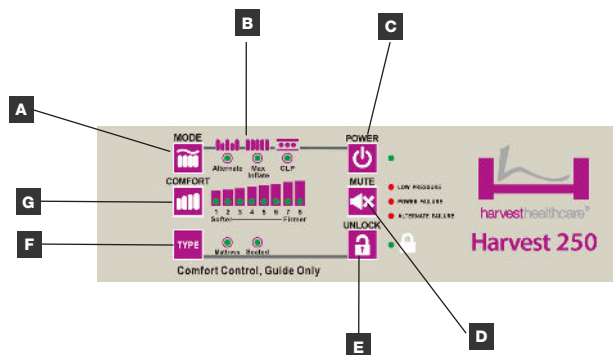 B
C
A
MODE
POWER
Alternate
Max Inflate
CLP
COMFORT
MUTE
LOW PRESSURE
POWER FAILURE
ALTERNATE FAILURE
G
1 2 3 4 5 6 7 8
Softer
Firmer
harvesthealthcare®
F
TYPE
UNLOCK
Mattress
Seated
Harvest 250
Comfort Control, Guide Only
E
D